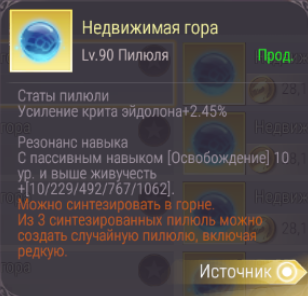 Недвижимая гора
Lv.90 Пилюля Прод.
Статы пилюли
Усиление крита эйдолона+2.45%
Резонанс навыка
С пассивным навыком [Освобождение] 10
ур. и выше живучесть
+[10/229/492/767/1062].
Можно синтезировать в горне.
Из 3 синтезированных пилюль можно
создать случайную пилюлю, включая
редкую.
Источник